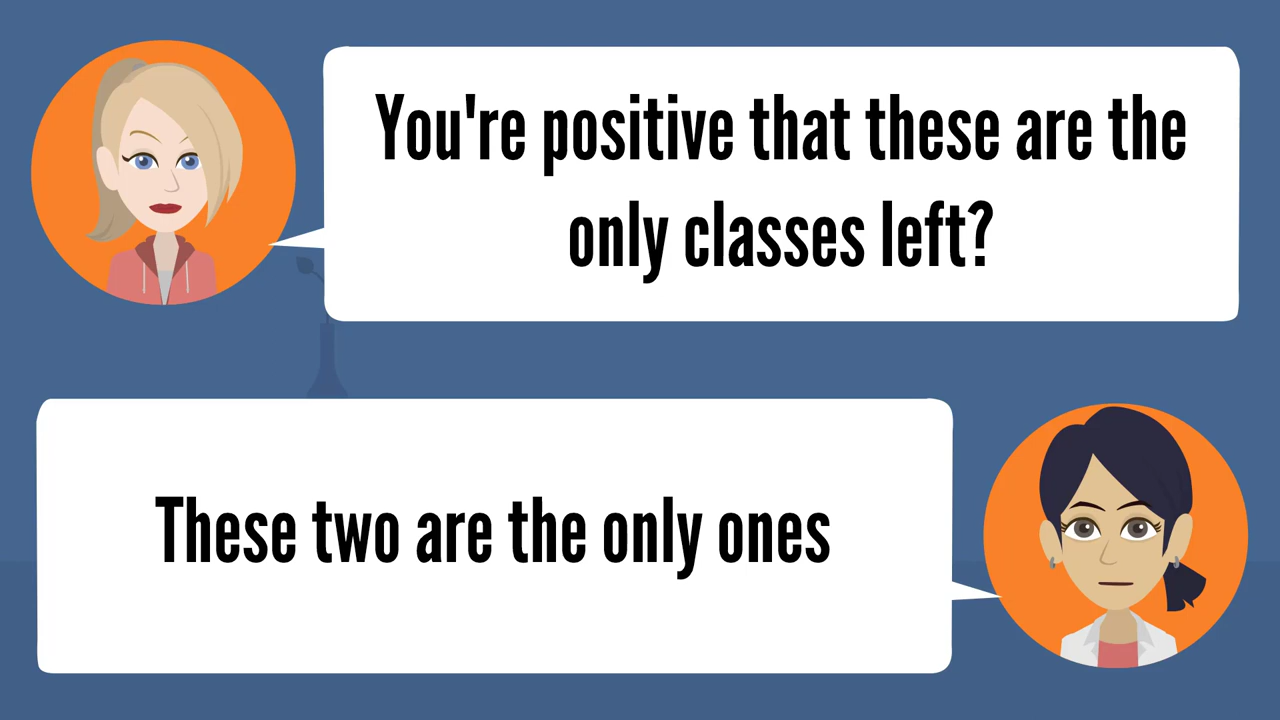 You're positive that these are the
only classes left?
These two are the only ones